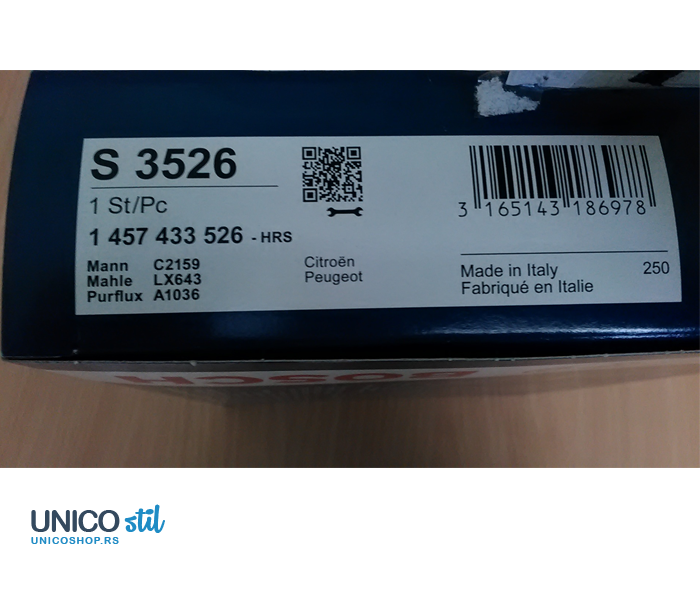 S 3526
1 St/Pc
1 457 433 526 - HRS
Mann C2159
Mahle LX643
Purflux A1036
Citroën
Peugeot
3 165143 186978
Made in Italy
250
Fabriqué en Italie
BOSCH
UNICO stil
UNICOSHOP.RS